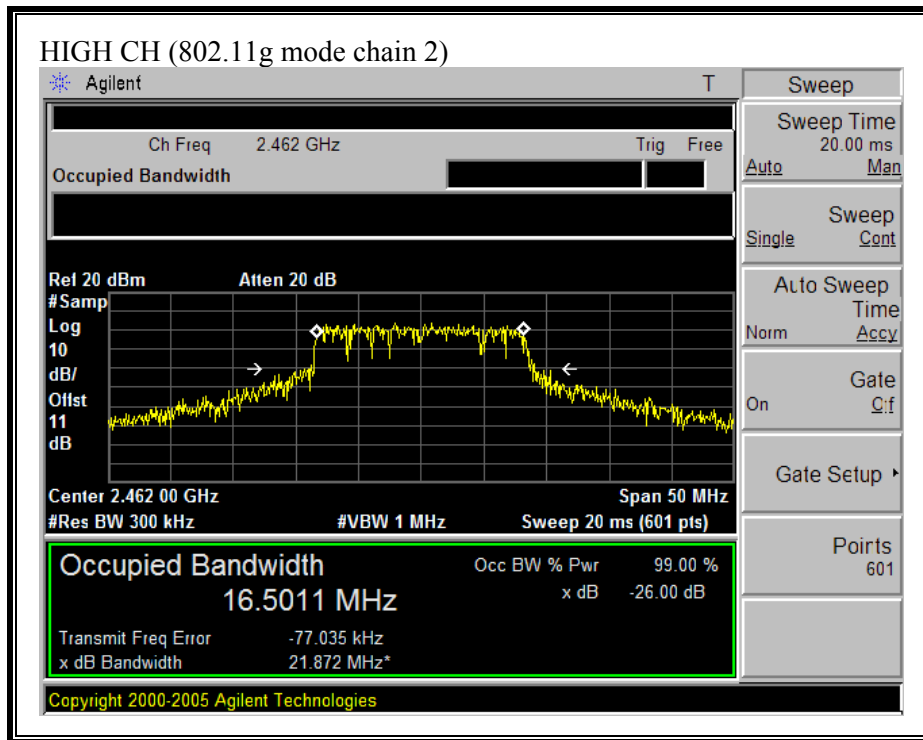 HIGH CH (802.11g mode chain 2)
Agilent T
Ch Freq 2.462 GHz Trig Free
Occupied Bandwidth
Ref 20 dBm Atten 20 dB
#Samp
Log
10
dB/
Offst
11
dB
Center 2.462 00 GHz Span 50 MHz
#Res BW 300 kHz #VBW 1 MHz Sweep 20 ms (601 pts)
Occupied Bandwidth
16.5011 MHz
Occ BW % Pwr 99.00 %
x dB -26.00 dB
Transmit Freq Error -77.035 kHz
x dB Bandwidth 21.872 MHz*
Copyright 2000-2005 Agilent Technologies
Sweep
Sweep Time
20.00 ms
Auto Man
Sweep
Single Cont
Auto Sweep
Time
Norm Accy
Gate
On Off
Gate Setup
Points
601